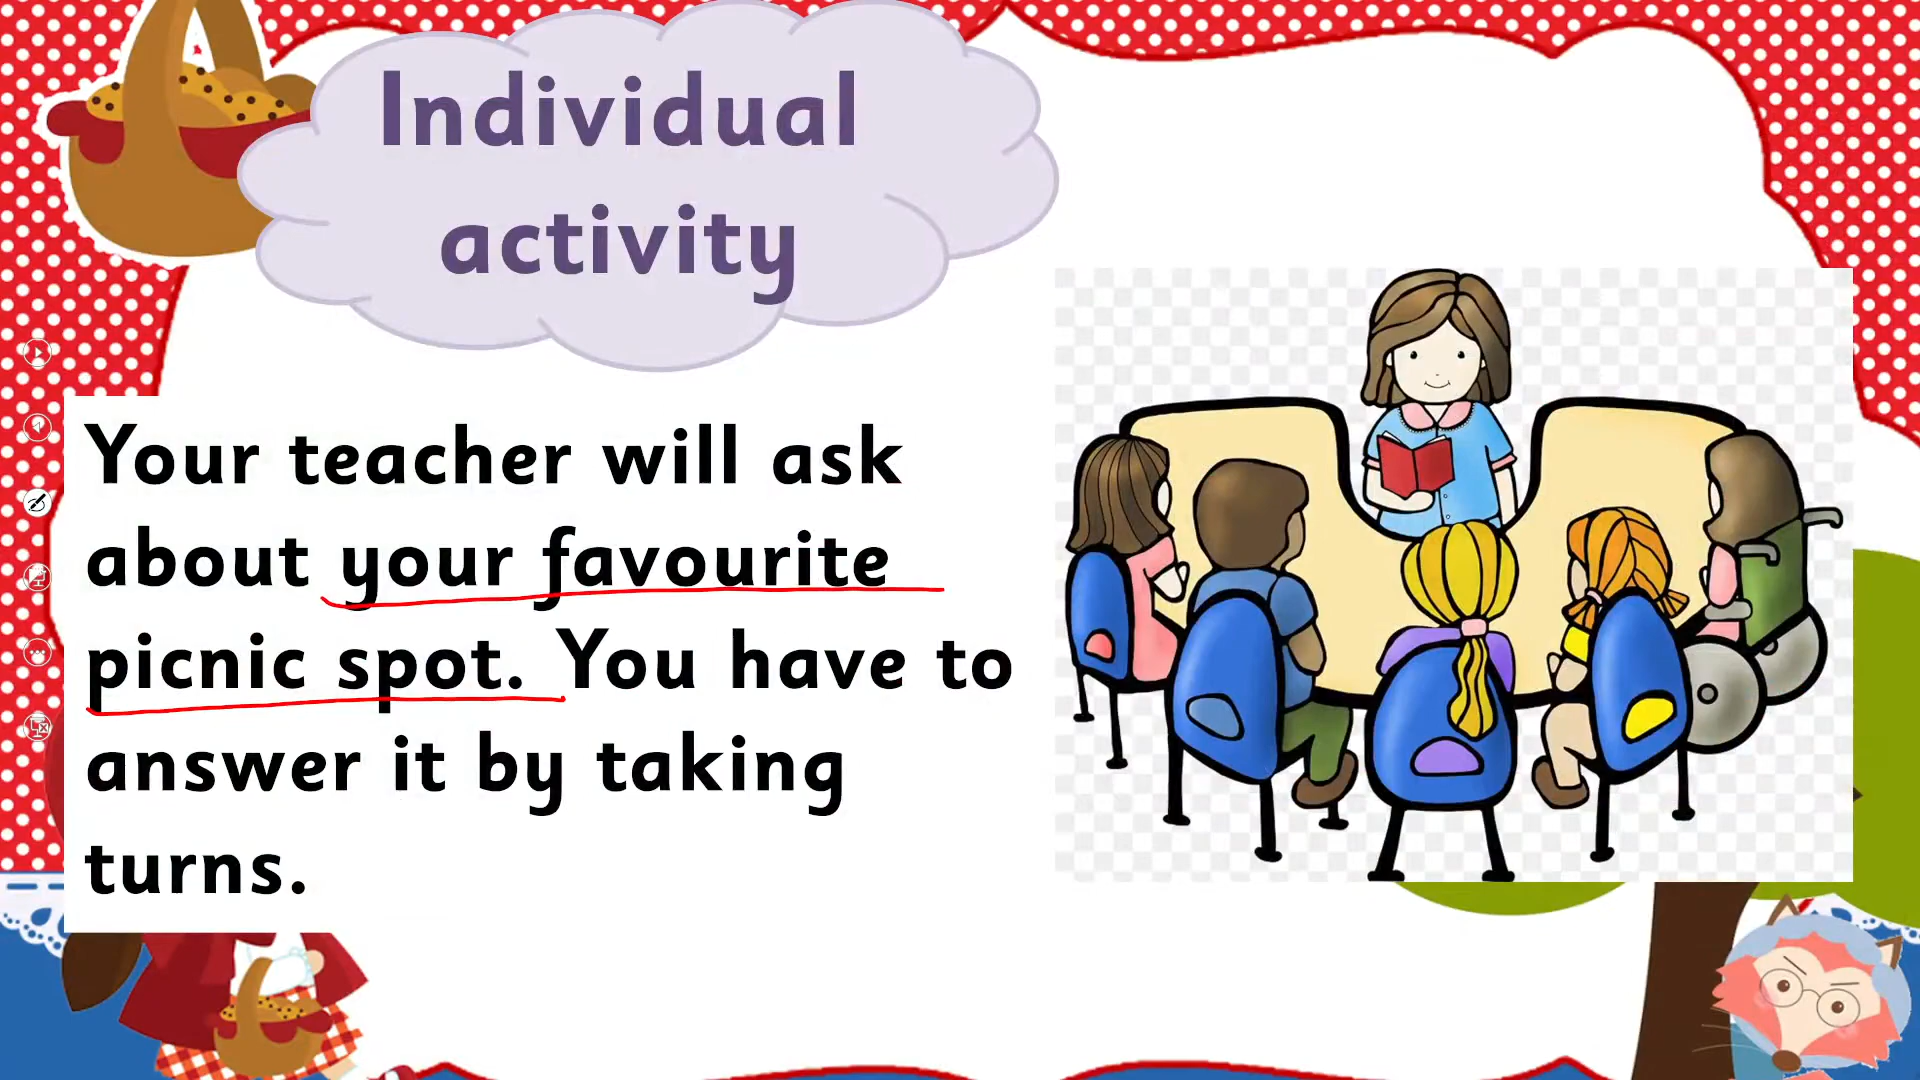 Individual
activity
Your teacher will ask
about your favourite
picnic spot. You have to
answer it by taking
turns.